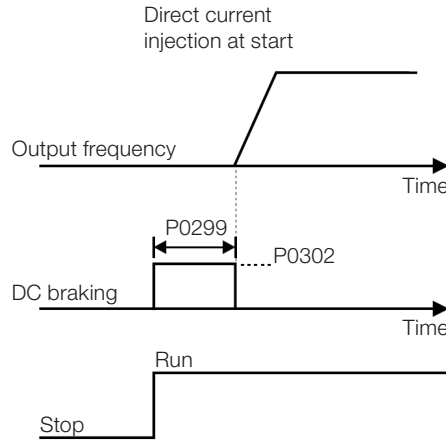 Direct current
injection at start
Output frequency
Time
P0299
P0302
DC braking
Time
Run
Stop